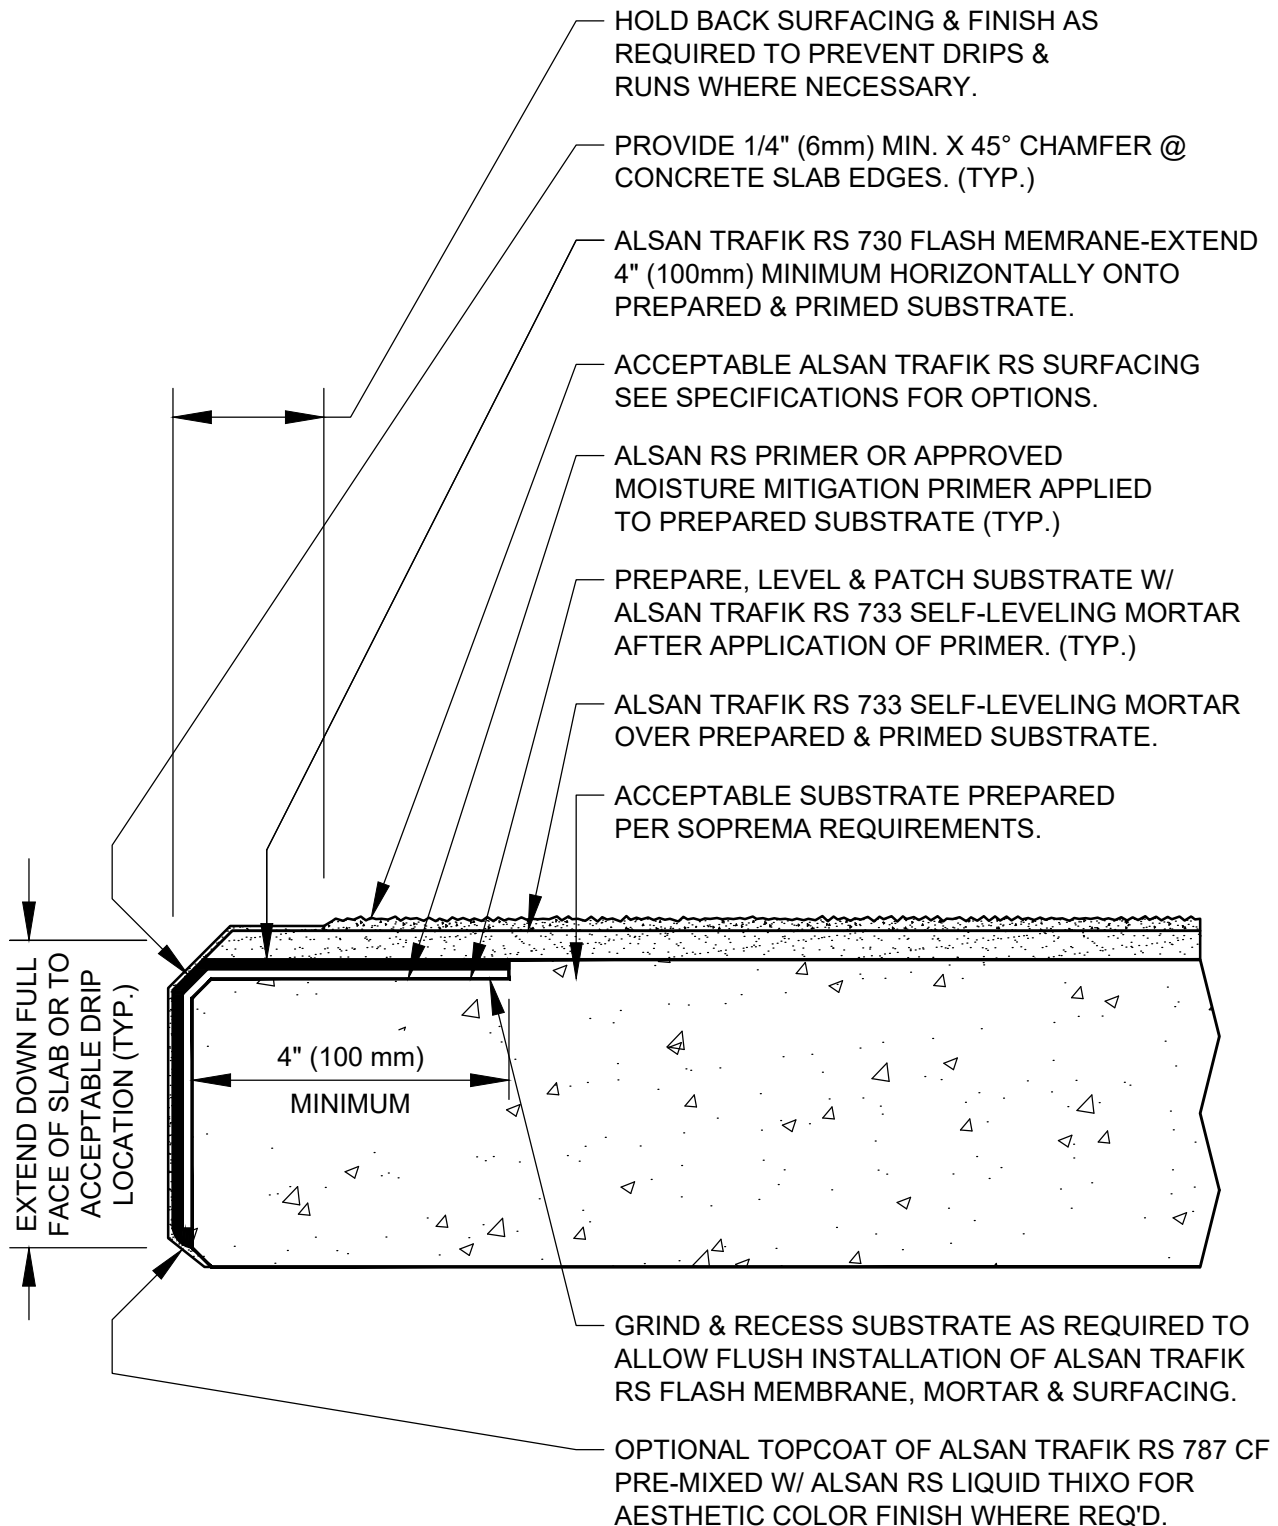 HOLD BACK SURFACING & FINISH AS
REQUIRED TO PREVENT DRIPS &
RUNS WHERE NECESSARY.
PROVIDE 1/4" (6mm) MIN. X 45° CHAMFER @
CONCRETE SLAB EDGES. (TYP.)
ALSAN TRAFIK RS 730 FLASH MEMRANE-EXTEND
4" (100mm) MINIMUM HORIZONTALLY ONTO
PREPARED & PRIMED SUBSTRATE.
ACCEPTABLE ALSAN TRAFIK RS SURFACING
SEE SPECIFICATIONS FOR OPTIONS.
ALSAN RS PRIMER OR APPROVED
MOISTURE MITIGATION PRIMER APPLIED
TO PREPARED SUBSTRATE (TYP.)
PREPARE, LEVEL & PATCH SUBSTRATE W/
ALSAN TRAFIK RS 733 SELF-LEVELING MORTAR
AFTER APPLICATION OF PRIMER. (TYP.)
ALSAN TRAFIK RS 733 SELF-LEVELING MORTAR
OVER PREPARED & PRIMED SUBSTRATE.
ACCEPTABLE SUBSTRATE PREPARED
PER SOPREMA REQUIREMENTS.
EXTEND DOWN FULL
FACE OF SLAB OR TO
ACCEPTABLE DRIP
LOCATION (TYP.)
4" (100 mm)
MINIMUM
GRIND & RECESS SUBSTRATE AS REQUIRED TO
ALLOW FLUSH INSTALLATION OF ALSAN TRAFIK
RS FLASH MEMBRANE, MORTAR & SURFACING.
OPTIONAL TOPCOAT OF ALSAN TRAFIK RS 787 CF
PRE-MIXED W/ ALSAN RS LIQUID THIXO FOR
AESTHETIC COLOR FINISH WHERE REQ'D.